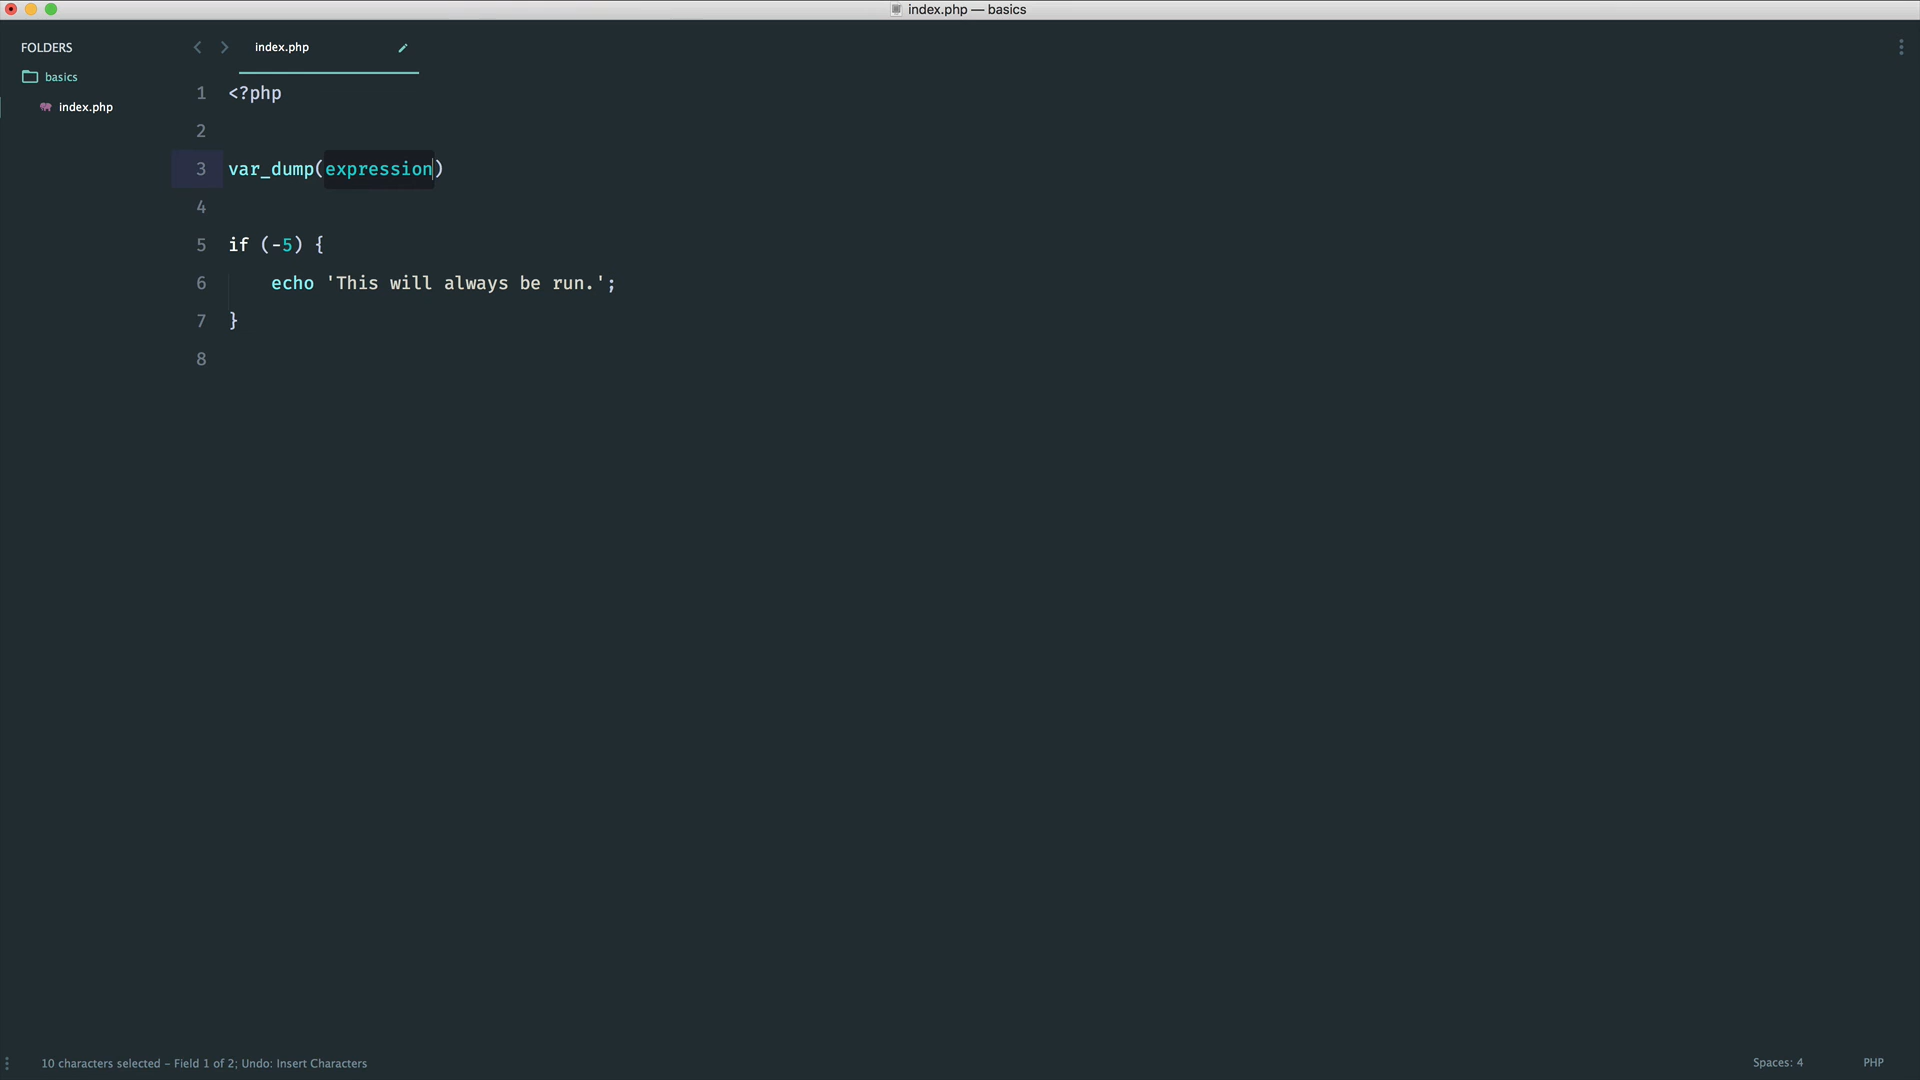 index.php — basics
FOLDERS
basics
index.php
index.php
1 <?php
2
3 var_dump(expression)
4
5 if (-5) {
6     echo 'This will always be run.';
7 }
8
10 characters selected – Field 1 of 2; Undo: Insert Characters
Spaces: 4
PHP